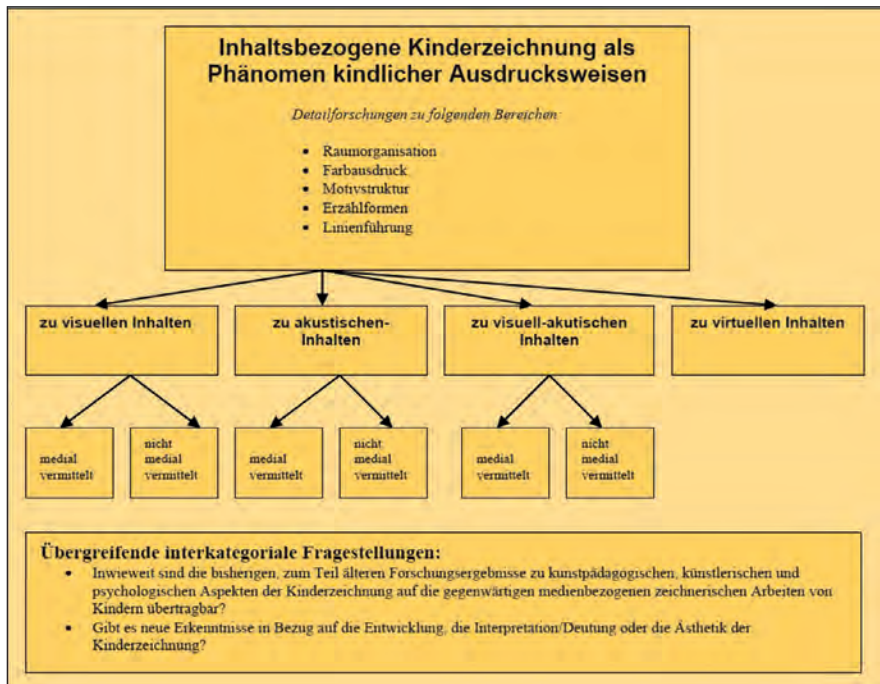 Inhaltsbezogene Kinderzeichnung als
Phänomen kindlicher Ausdrucksweisen
Detailforschungen zu folgenden Bereichen
• Raumorganisation
• Farbausdruck
• Motivstruktur
• Erzählformen
• Linienführung
zu visuellen Inhalten
zu akustischen-
Inhalten
zu visuell-akutischen
Inhalten
zu virtuellen Inhalten
medial
vermittelt
nicht
medial
vermittelt
medial
vermittelt
nicht
medial
vermittelt
medial
vermittelt
nicht
medial
vermittelt
Übergreifende interkategoriale Fragestellungen:
• Inwieweit sind die bisherigen, zum Teil älteren Forschungsergebnisse zu kunstpädagogischen, künstlerischen und
psychologischen Aspekten der Kinderzeichnung auf die gegenwärtigen medienbezogenen zeichnerischen Arbeiten von
Kindern übertragbar?
• Gibt es neue Erkenntnisse in Bezug auf die Entwicklung, die Interpretation/Deutung oder die Ästhetik der
Kinderzeichnung?